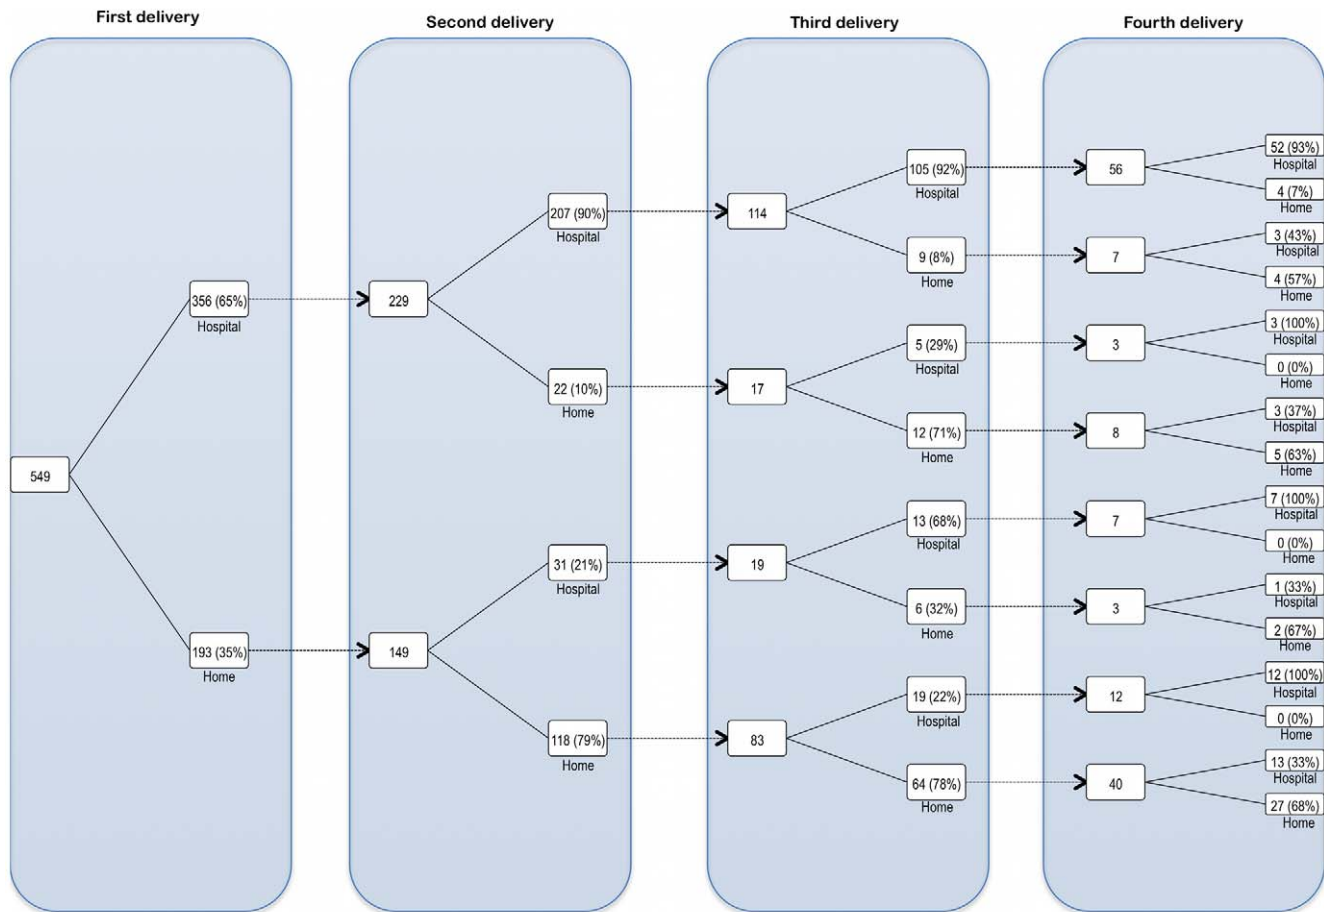 First delivery
Second delivery
Third delivery
Fourth delivery
549
356 (65%)
Hospital
193 (35%)
Home
229
207 (90%)
Hospital
22 (10%)
Home
149
31 (21%)
Hospital
118 (79%)
Home
114
105 (92%)
Hospital
9 (8%)
Home
17
5 (29%)
Hospital
12 (71%)
Home
19
13 (68%)
Hospital
6 (32%)
Home
83
19 (22%)
Hospital
64 (78%)
Home
56
52 (93%)
Hospital
4 (7%)
Home
7
3 (43%)
Hospital
4 (57%)
Home
3
3 (100%)
Hospital
0 (0%)
Home
8
3 (37%)
Hospital
5 (63%)
Home
7
7 (100%)
Hospital
0 (0%)
Home
3
1 (33%)
Hospital
2 (67%)
Home
12
12 (100%)
Hospital
0 (0%)
Home
40
13 (33%)
Hospital
27 (68%)
Home